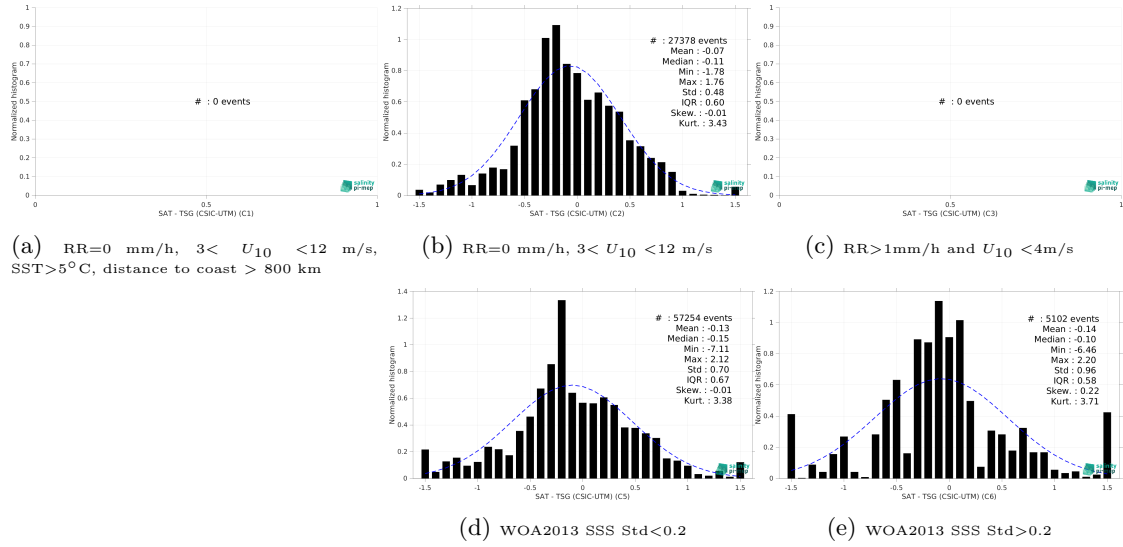 1
0.9
0.8
0.7
0.6
0.5
0.4
0.3
0.2
0.1
0
Normalized histogram
# : 0 events
0 0.5 1
SAT - TSG (CSIC-UTM) (C1)
salinity
pi-mep
1.2
1
0.8
0.6
0.4
0.2
0
Normalized histogram
# : 27378 events
Mean : -0.07
Median : -0.11
Min : -1.78
Max : 1.76
Std : 0.48
IQR : 0.60
Skew. : -0.01
Kurt. : 3.43
-1.5 -1 -0.5 0 0.5 1 1.5
SAT - TSG (CSIC-UTM) (C2)
salinity
pi-mep
1
0.9
0.8
0.7
0.6
0.5
0.4
0.3
0.2
0.1
0
Normalized histogram
# : 0 events
0 0.5 1
SAT - TSG (CSIC-UTM) (C3)
salinity
pi-mep
(a) RR=0 mm/h, 3< U10 <12 m/s,
SST>5°C, distance to coast > 800 km
(b) RR=0 mm/h, 3< U10 <12 m/s
(c) RR>1mm/h and U10 <4m/s
1.4
1.2
1
0.8
0.6
0.4
0.2
0
Normalized histogram
# : 57254 events
Mean : -0.13
Median : -0.15
Min : -7.11
Max : 2.12
Std : 0.70
IQR : 0.67
Skew. : -0.01
Kurt. : 3.38
-1.5 -1 -0.5 0 0.5 1 1.5
SAT - TSG (CSIC-UTM) (C5)
salinity
pi-mep
1.2
1
0.8
0.6
0.4
0.2
0
Normalized histogram
# : 5102 events
Mean : -0.14
Median : -0.10
Min : -6.46
Max : 2.20
Std : 0.96
IQR : 0.58
Skew. : 0.22
Kurt. : 3.71
-1.5 -1 -0.5 0 0.5 1 1.5
SAT - TSG (CSIC-UTM) (C6)
salinity
pi-mep
(d) WOA2013 SSS Std<0.2
(e) WOA2013 SSS Std>0.2